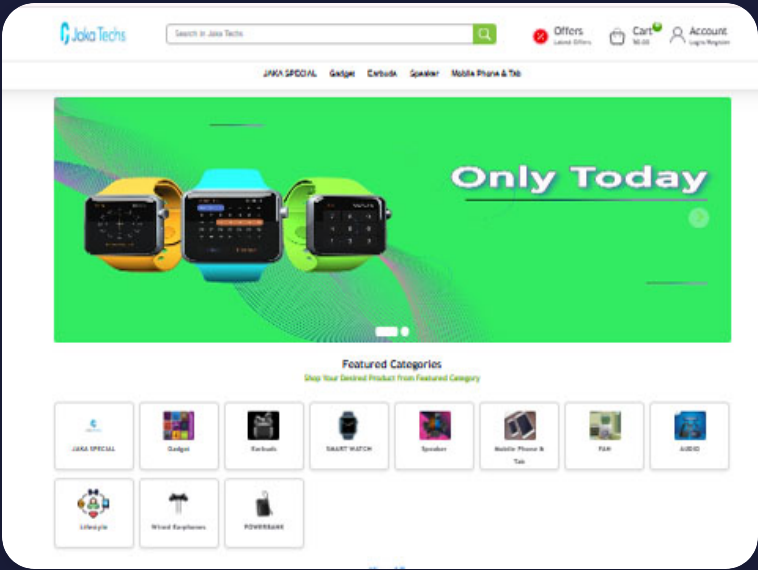 Jaka Techs
Search in Jaka Techs
Offers
Latest Offers
Cart
Account
Login/Register
JAKA SPECIAL Gadget Earbuds Speaker Mobile Phone & Tab
Only Today
Featured Categories
Shop Your Desired Product from Featured Category
JAKA SPECIAL
Gadget
Earbuds
SMART WATCH
Speaker
Mobile Phone & Tab
FAN
AUDIO
Lifestyle
Wired Earphones
POWERBANK